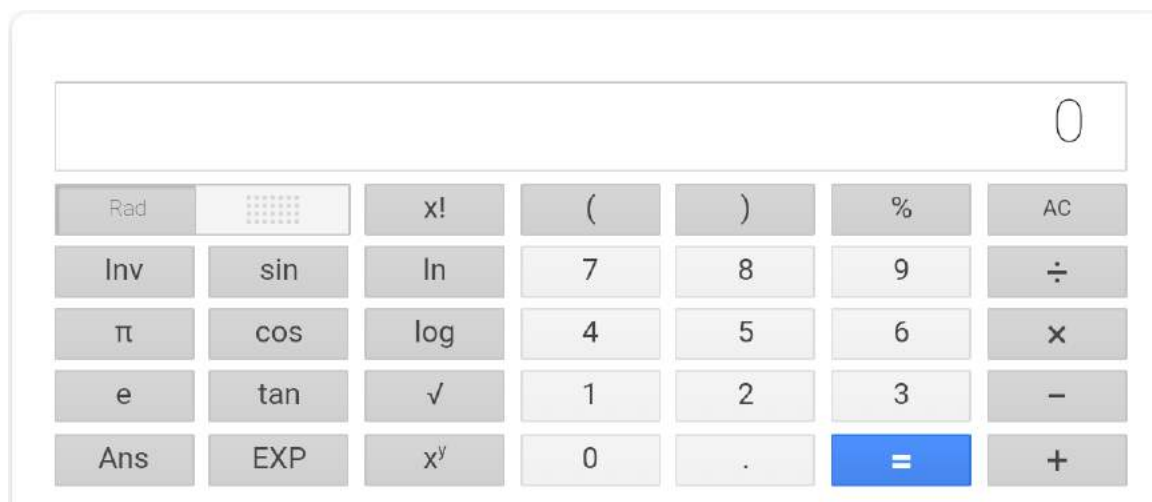 0
Rad x! ( ) % AC
Inv sin ln 7 8 9 ÷
π cos log 4 5 6 ×
e tan √ 1 2 3 −
Ans EXP xʸ 0 . = +